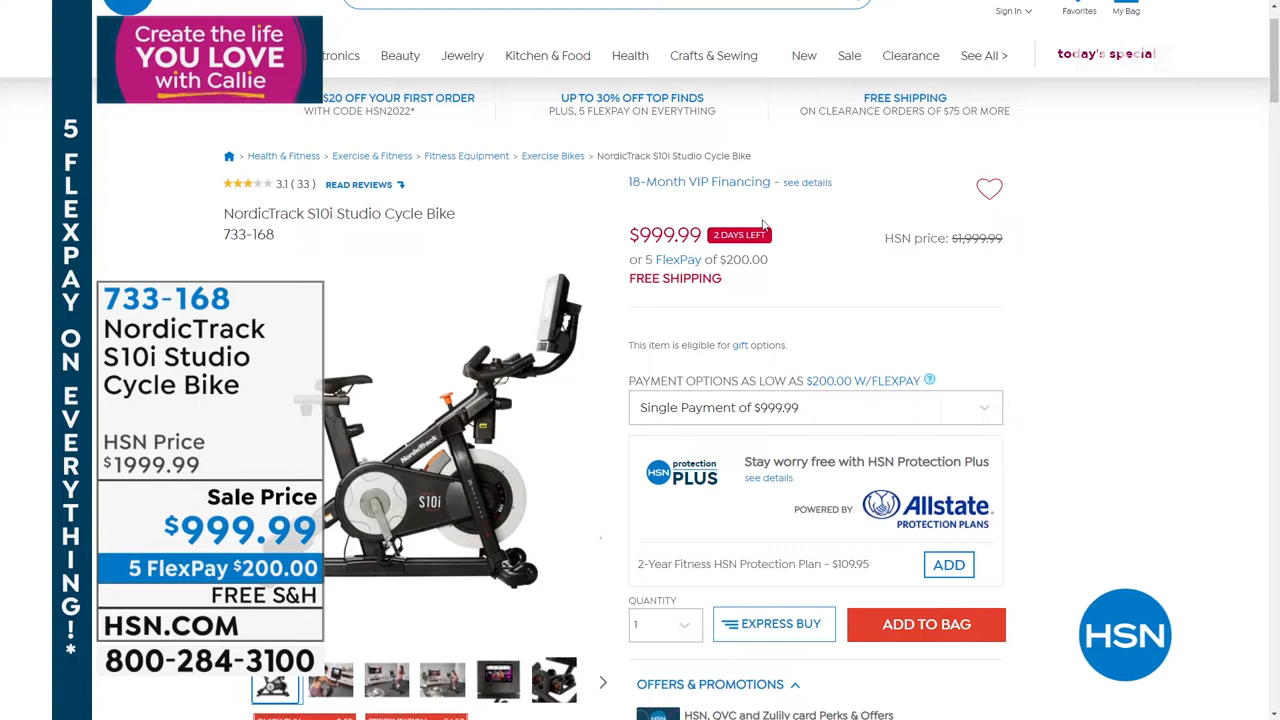 Create the life
YOU LOVE
with Callie
Sign In
Favorites
My Bag
tronics
Beauty
Jewelry
Kitchen & Food
Health
Crafts & Sewing
New
Sale
Clearance
See All >
today's special
$20 OFF YOUR FIRST ORDER
WITH CODE HSN2022*
UP TO 30% OFF TOP FINDS
PLUS, 5 FLEXPAY ON EVERYTHING
FREE SHIPPING
ON CLEARANCE ORDERS OF $75 OR MORE
5 FLEXPAY ON EVERYTHING!*
> Health & Fitness > Exercise & Fitness > Fitness Equipment > Exercise Bikes > NordicTrack S10i Studio Cycle Bike
3.1 ( 33 ) READ REVIEWS
NordicTrack S10i Studio Cycle Bike
733-168
18-Month VIP Financing - see details
$999.99 2 DAYS LEFT
HSN price: $1,999.99
or 5 FlexPay of $200.00
FREE SHIPPING
This item is eligible for gift options.
PAYMENT OPTIONS AS LOW AS $200.00 W/FLEXPAY ?
Single Payment of $999.99
HSN protection PLUS
Stay worry free with HSN Protection Plus
see details
POWERED BY
Allstate
PROTECTION PLANS
2-Year Fitness HSN Protection Plan - $109.95
ADD
QUANTITY
1
EXPRESS BUY
ADD TO BAG
OFFERS & PROMOTIONS
HSN, QVC and Zulily card Perks & Offers
733-168
NordicTrack
S10i Studio
Cycle Bike
HSN Price
$1999.99
Sale Price
$999.99
5 FlexPay $200.00
FREE S&H
HSN.COM
800-284-3100
NordicTrack
S10i
HSN